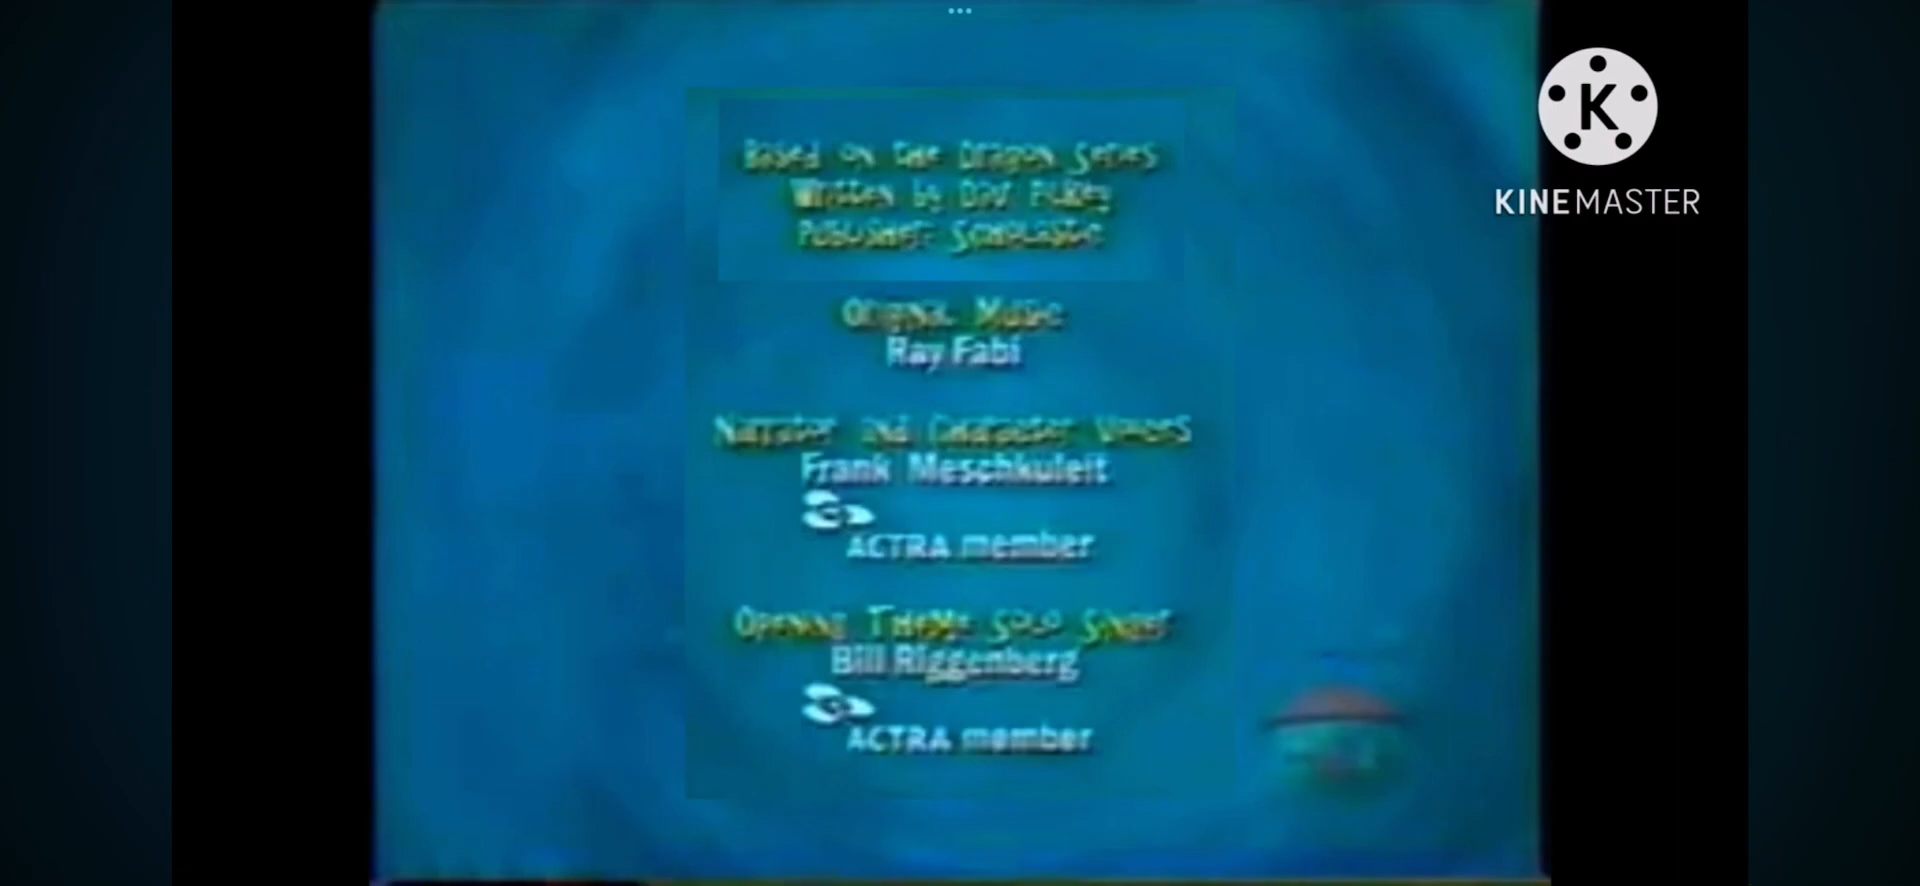 Based on the Dragon Series
Written by Dav Pilkey
Publisher Scholastic
Original Music
Ray Fabi
Narrator and Character Voices
Frank Meschkuleit
ACTRA member
Opening Theme Solo Singer
Bill Riggenberg
ACTRA member
K
KINEMASTER